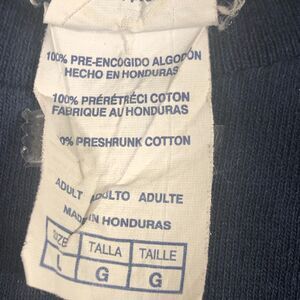 100% PRE-ENCOGIDO ALGODÓN
HECHO EN HONDURAS
100% PRÉRÉTRÉCI COTON
FABRIQUE AU HONDURAS
0% PRESHRUNK COTTON
ADULT ADULTO ADULTE
MADE IN HONDURAS
SIZE TALLA TAILLE
L G G